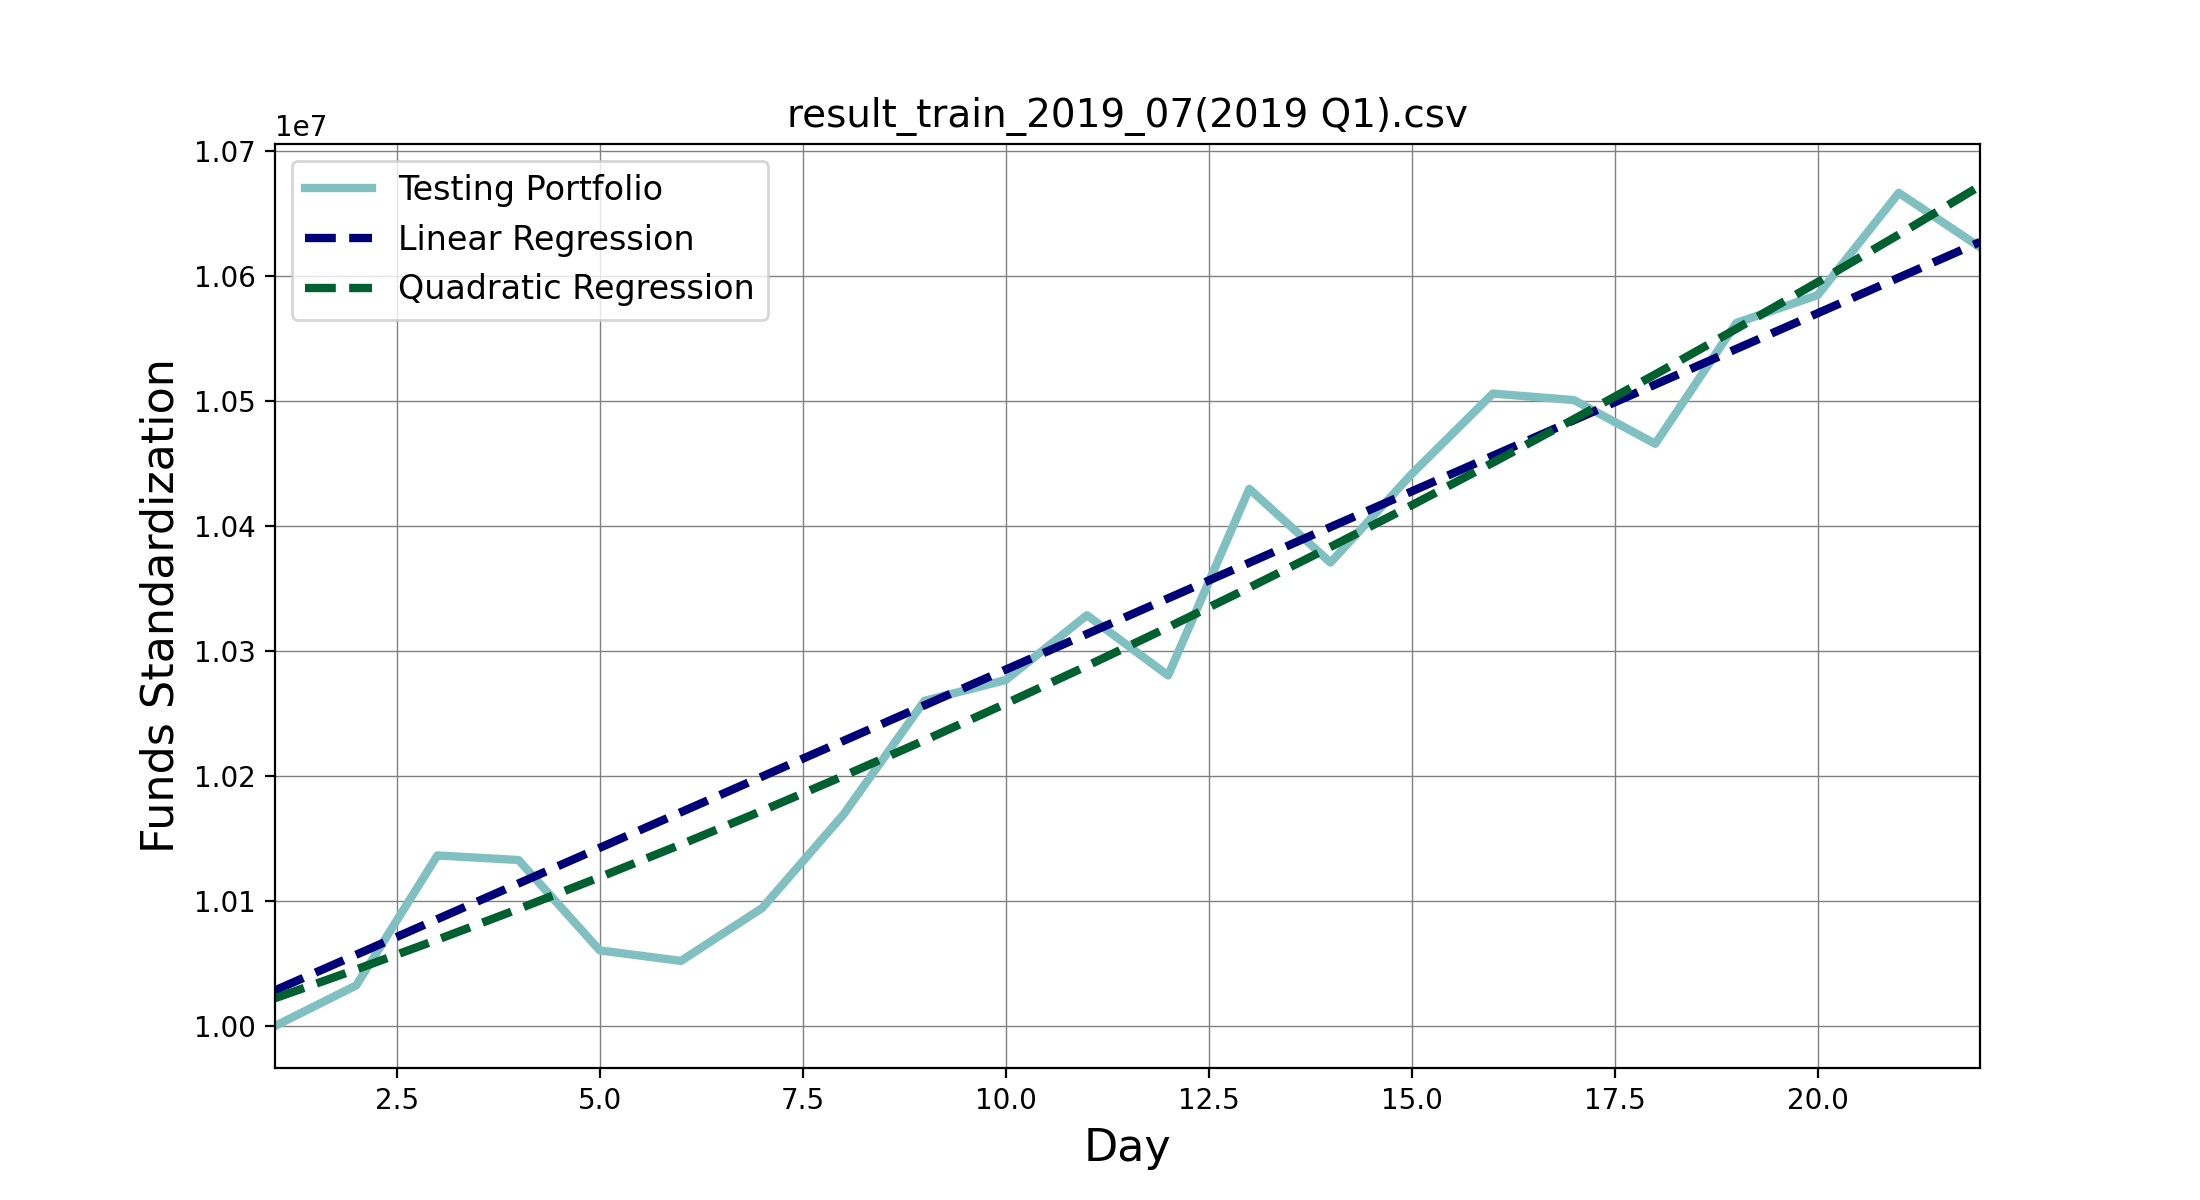 result_train_2019_07(2019 Q1).csv
1e7
1.07
1.06
1.05
1.04
1.03
1.02
1.01
1.00
Funds Standardization
Testing Portfolio
Linear Regression
Quadratic Regression
2.5 5.0 7.5 10.0 12.5 15.0 17.5 20.0
Day